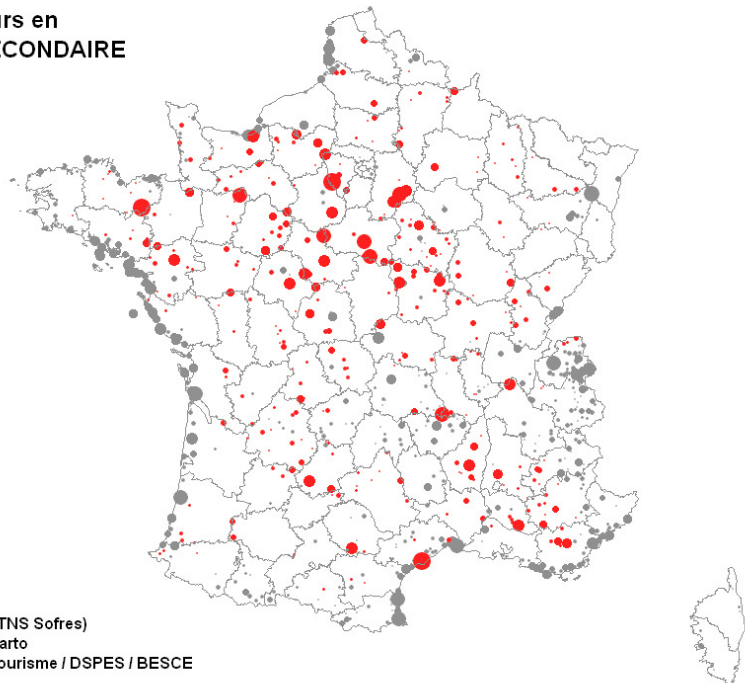 urs en
ECONDAIRE
TNS Sofres)
arto
ourisme / DSPES / BESCE